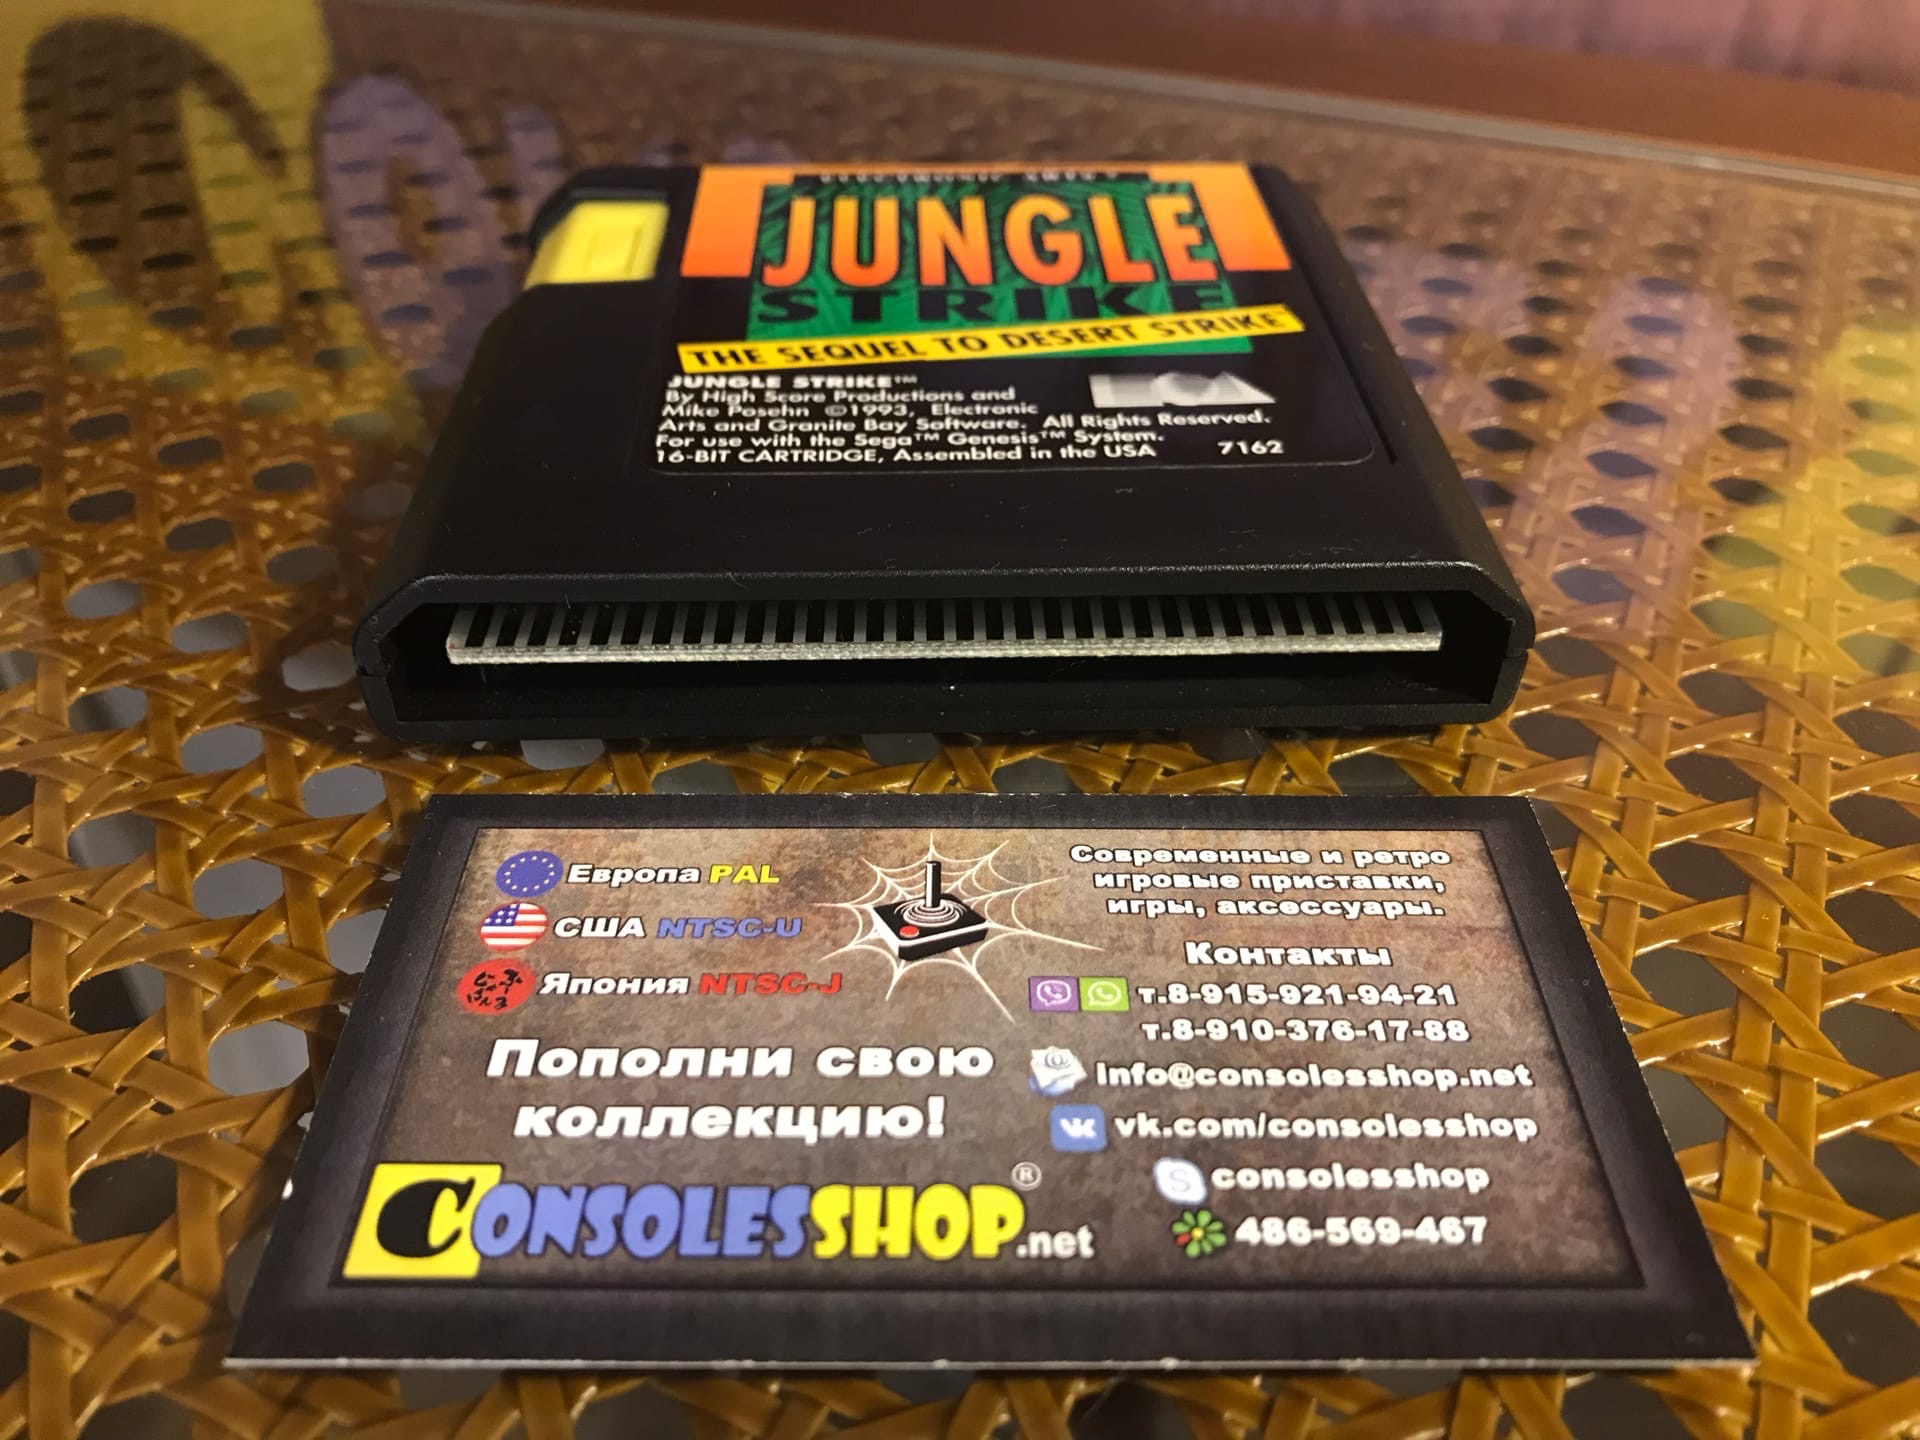 ELECTRONIC ARTS
JUNGLE
STRIKE
THE SEQUEL TO DESERT STRIKE™
JUNGLE STRIKE™
By High Score Productions and
Mike Posehn ©1993, Electronic
Arts and Granite Bay Software. All Rights Reserved.
For use with the Sega™ Genesis™ System.
16-BIT CARTRIDGE, Assembled in the USA 7162
Европа PAL
США NTSC-U
Япония NTSC-J
Пополни свою
коллекцию!
CONSOLESSHOP®.net
Современные и ретро
игровые приставки,
игры, аксессуары.
Контакты
т.8-915-921-94-21
т.8-910-376-17-88
info@consolesshop.net
vk.com/consolesshop
consolesshop
486-569-467